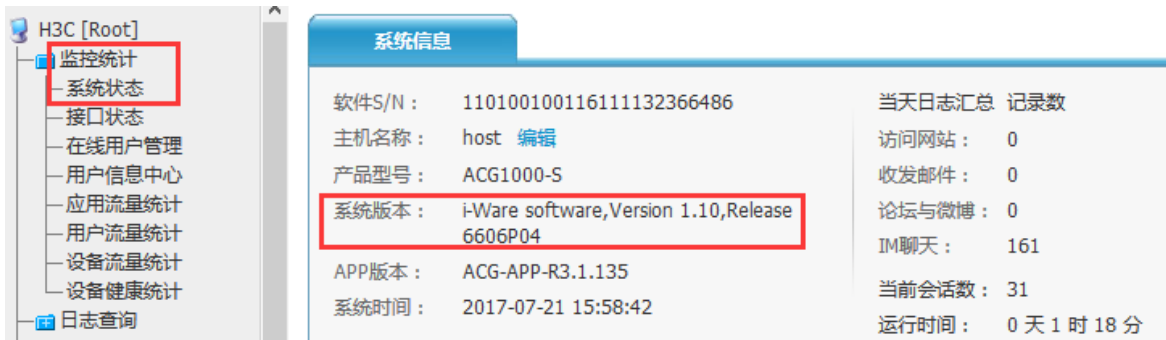 H3C [Root]
监控统计
系统状态
接口状态
在线用户管理
用户信息中心
应用流量统计
用户流量统计
设备流量统计
设备健康统计
日志查询
系统信息
软件S/N： 110100100116111132366486
主机名称： host 编辑
产品型号： ACG1000-S
系统版本： i-Ware software,Version 1.10,Release
6606P04
APP版本： ACG-APP-R3.1.135
系统时间： 2017-07-21 15:58:42
当天日志汇总 记录数
访问网站： 0
收发邮件： 0
论坛与微博： 0
IM聊天： 161
当前会话数： 31
运行时间： 0 天 1 时 18 分